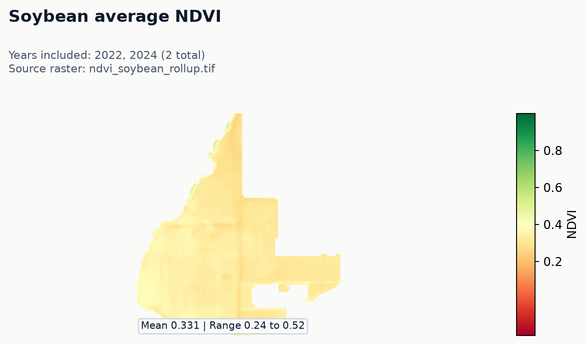 Soybean average NDVI
Years included: 2022, 2024 (2 total)
Source raster: ndvi_soybean_rollup.tif
0.8
0.6
0.4
0.2
NDVI
Mean 0.331 | Range 0.24 to 0.52